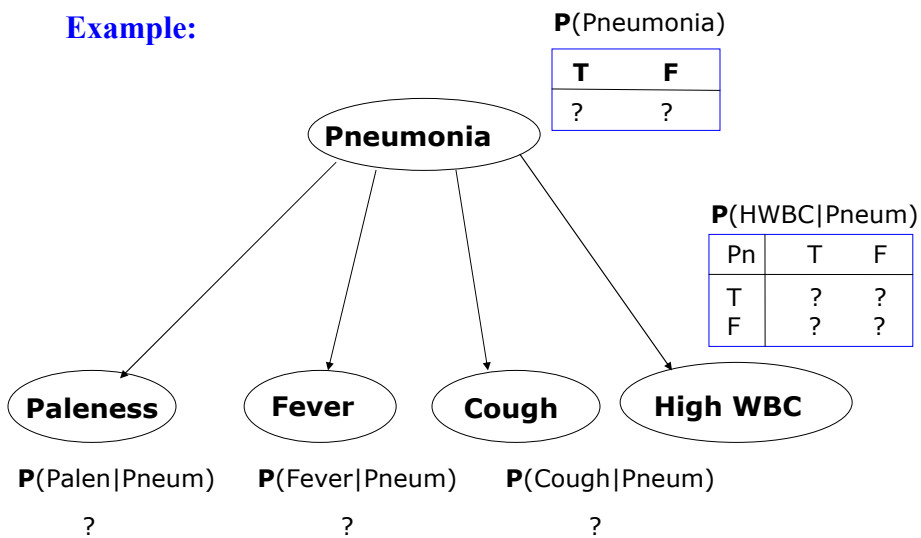 Example:
P(Pneumonia)
T F
? ?
Pneumonia
P(HWBC|Pneum)
Pn T F
T ? ?
F ? ?
Paleness Fever Cough High WBC
P(Palen|Pneum) P(Fever|Pneum) P(Cough|Pneum)
? ? ?